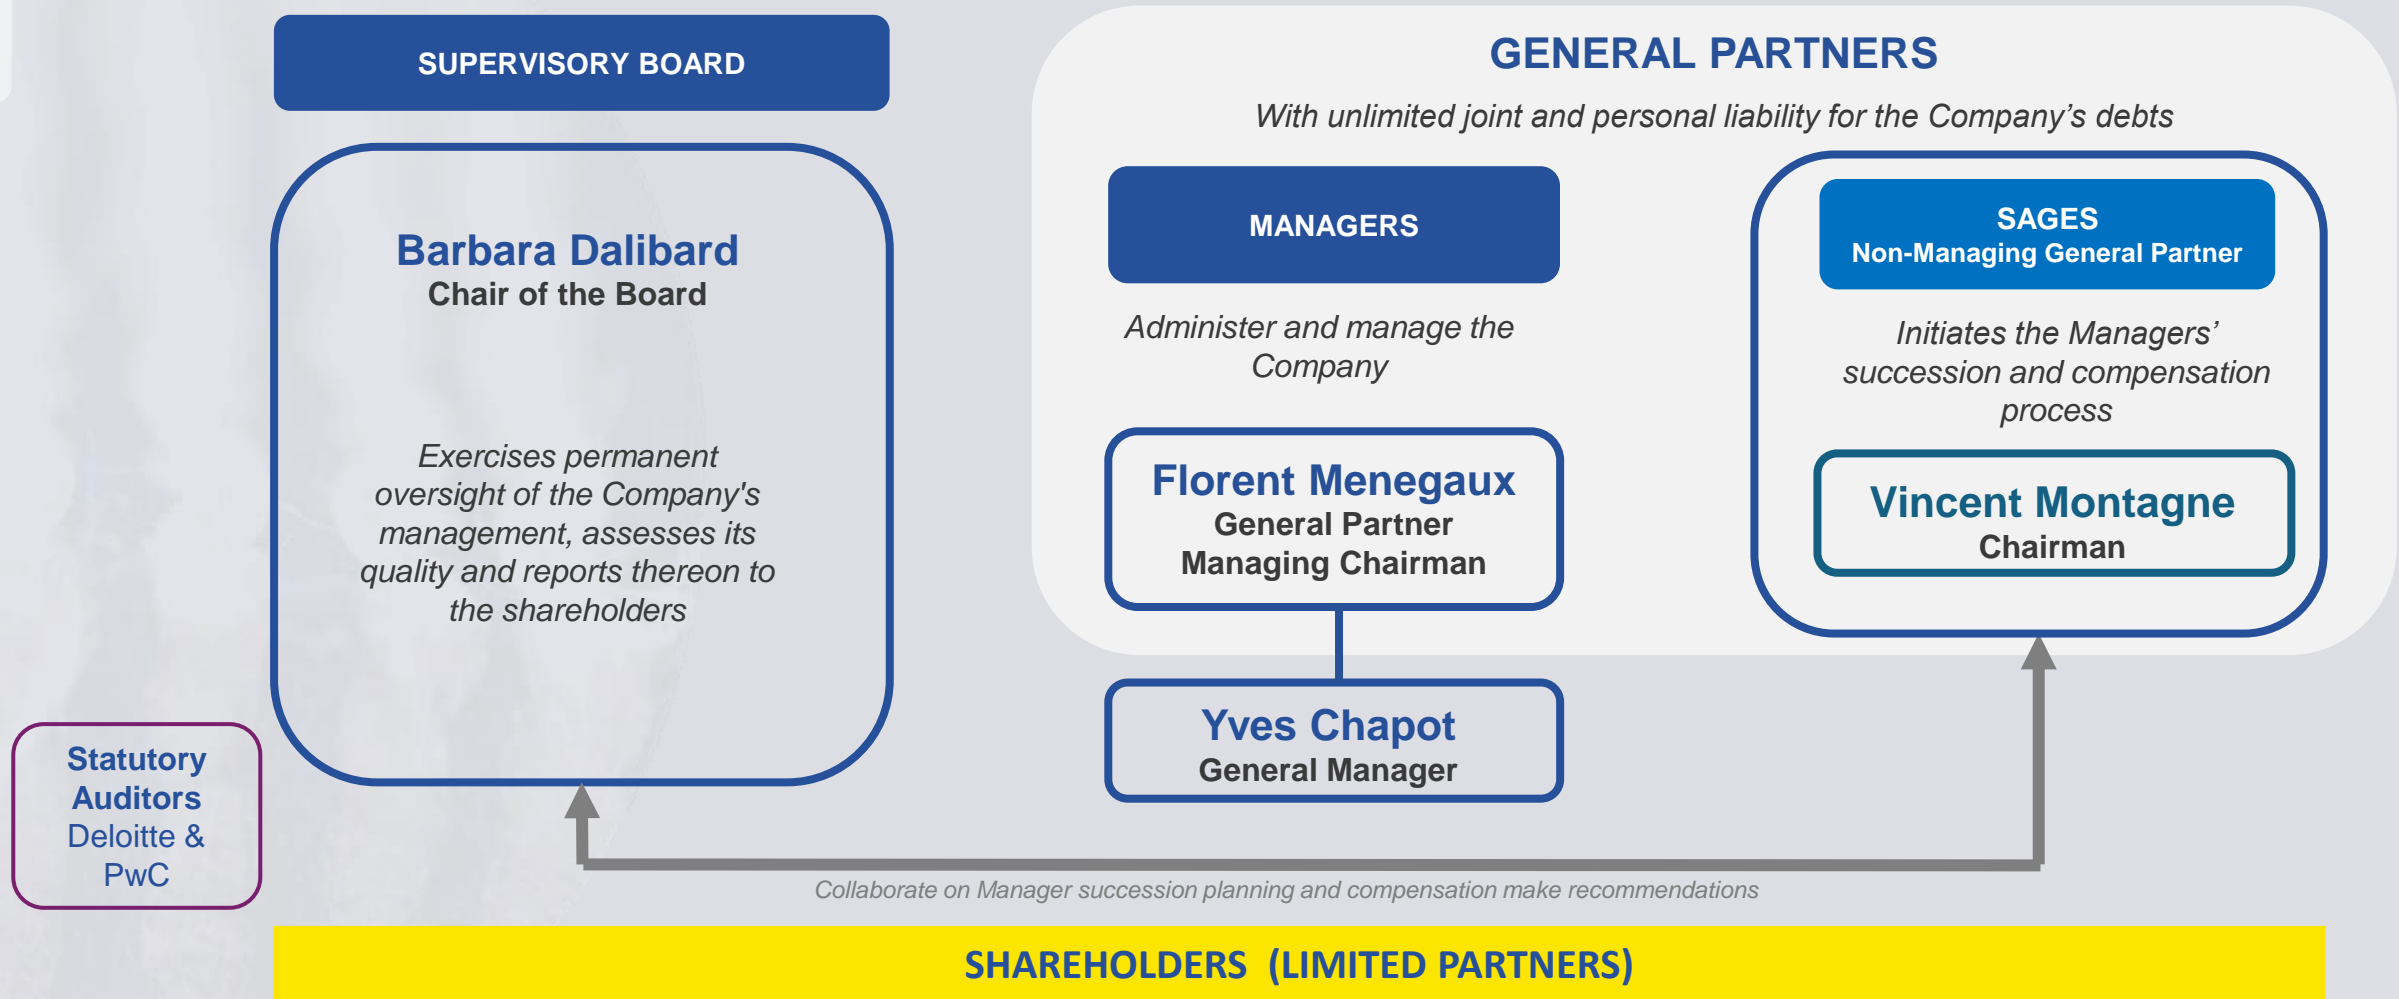 SUPERVISORY BOARD
Barbara Dalibard
Chair of the Board
Exercises permanent
oversight of the Company's
management, assesses its
quality and reports thereon to
the shareholders
GENERAL PARTNERS
With unlimited joint and personal liability for the Company’s debts
MANAGERS
Administer and manage the
Company
Florent Menegaux
General Partner
Managing Chairman
Yves Chapot
General Manager
SAGES
Non-Managing General Partner
Initiates the Managers’
succession and compensation
process
Vincent Montagne
Chairman
Statutory
Auditors
Deloitte &
PwC
Collaborate on Manager succession planning and compensation make recommendations
SHAREHOLDERS (LIMITED PARTNERS)